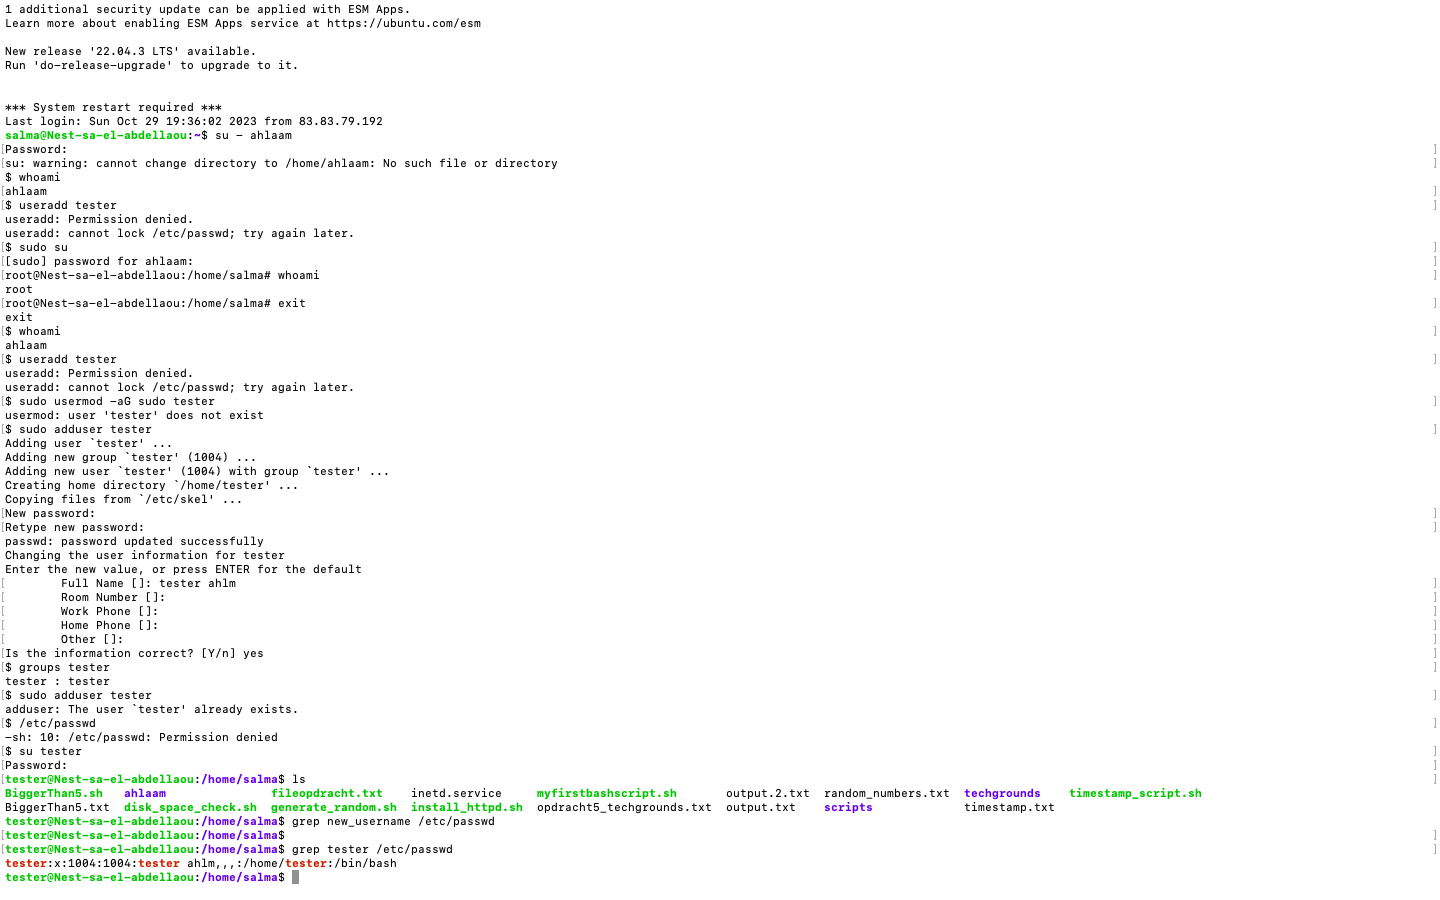 1 additional security update can be applied with ESM Apps.
Learn more about enabling ESM Apps service at https://ubuntu.com/esm
New release '22.04.3 LTS' available.
Run 'do-release-upgrade' to upgrade to it.
*** System restart required ***
Last login: Sun Oct 29 19:36:02 2023 from 83.83.79.192
salma@Nest-sa-el-abdellaou:~$ su - ahlaam
[Password: ]
[su: warning: cannot change directory to /home/ahlaam: No such file or directory ]
$ whoami
[ahlaam ]
[$ useradd tester ]
useradd: Permission denied.
useradd: cannot lock /etc/passwd; try again later.
[$ sudo su ]
[[sudo] password for ahlaam: ]
[root@Nest-sa-el-abdellaou:/home/salma# whoami ]
root
[root@Nest-sa-el-abdellaou:/home/salma# exit ]
exit
[$ whoami ]
ahlaam
[$ useradd tester ]
useradd: Permission denied.
useradd: cannot lock /etc/passwd; try again later.
[$ sudo usermod -aG sudo tester ]
usermod: user 'tester' does not exist
[$ sudo adduser tester ]
Adding user `tester' ...
Adding new group `tester' (1004) ...
Adding new user `tester' (1004) with group `tester' ...
Creating home directory `/home/tester' ...
Copying files from `/etc/skel' ...
[New password: ]
[Retype new password: ]
passwd: password updated successfully
Changing the user information for tester
Enter the new value, or press ENTER for the default
[ Full Name []: tester ahlm ]
[ Room Number []: ]
[ Work Phone []: ]
[ Home Phone []: ]
[ Other []: ]
[Is the information correct? [Y/n] yes ]
[$ groups tester ]
tester : tester
[$ sudo adduser tester ]
adduser: The user `tester' already exists.
[$ /etc/passwd ]
-sh: 10: /etc/passwd: Permission denied
[$ su tester ]
[Password: ]
[tester@Nest-sa-el-abdellaou:/home/salma$ ls ]
BiggerThan5.sh ahlaam fileopdracht.txt inetd.service myfirstbashscript.sh output.2.txt random_numbers.txt techgrounds timestamp_script.sh
BiggerThan5.txt disk_space_check.sh generate_random.sh install_httpd.sh opdracht5_techgrounds.txt output.txt scripts timestamp.txt
tester@Nest-sa-el-abdellaou:/home/salma$ grep new_username /etc/passwd
[tester@Nest-sa-el-abdellaou:/home/salma$ ]
[tester@Nest-sa-el-abdellaou:/home/salma$ grep tester /etc/passwd ]
tester:x:1004:1004:tester ahlm,,,:/home/tester:/bin/bash
tester@Nest-sa-el-abdellaou:/home/salma$